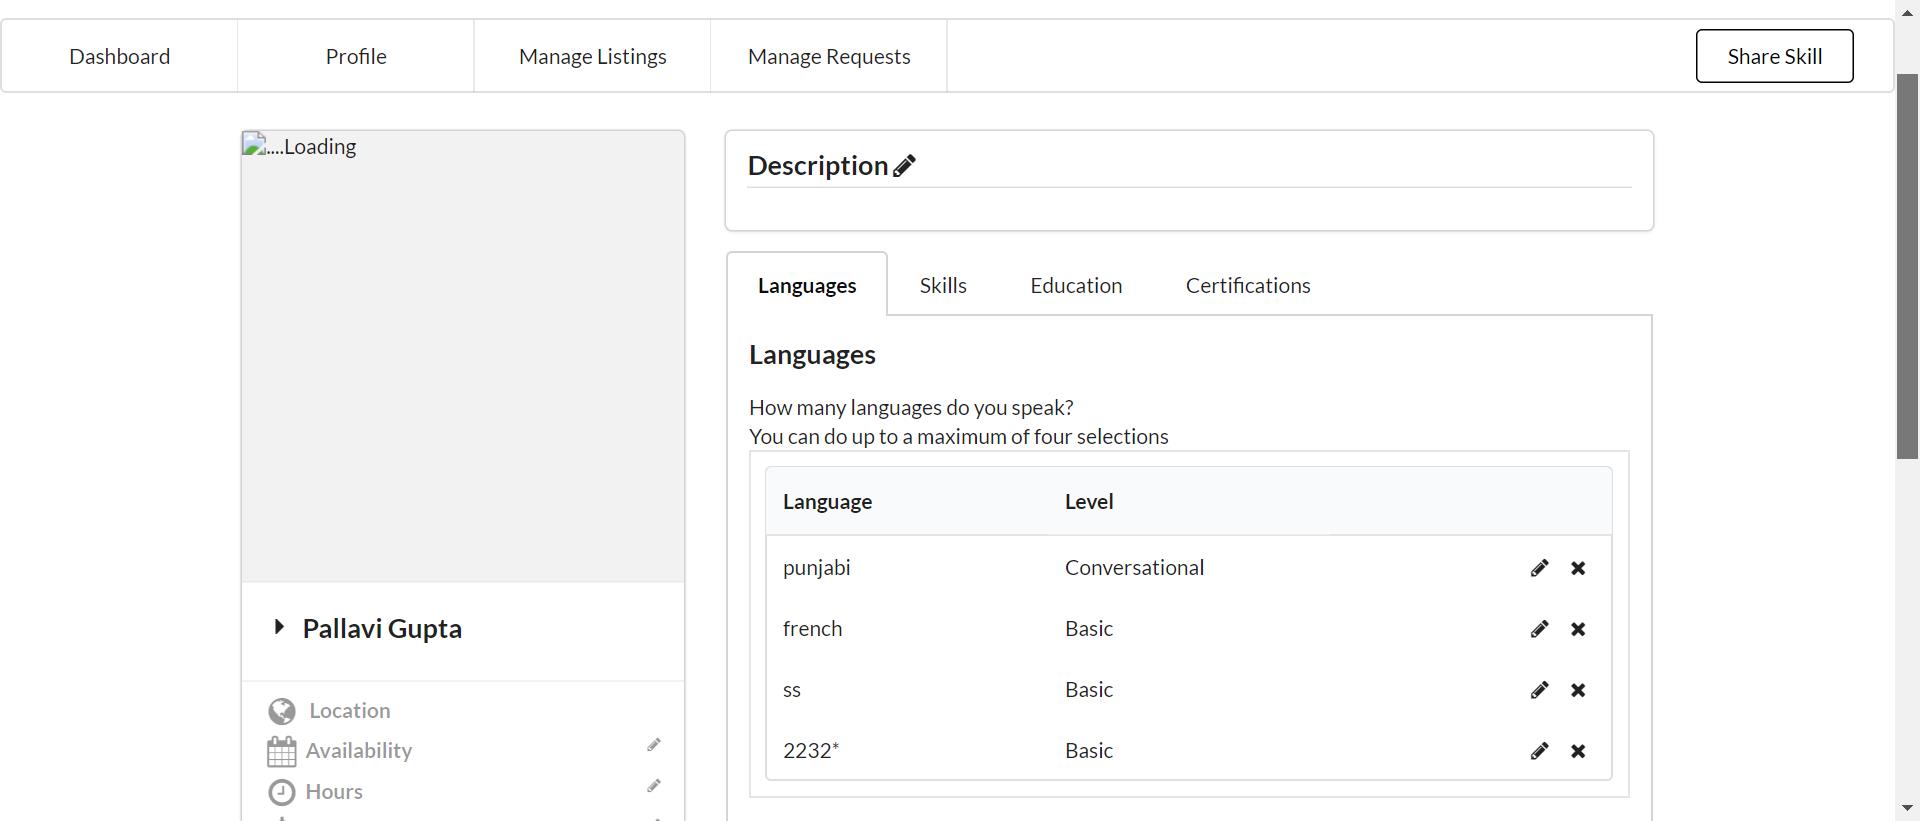 Dashboard
Profile
Manage Listings
Manage Requests
Share Skill
....Loading
Pallavi Gupta
Location
Availability
Hours
Description
Languages
Skills
Education
Certifications
Languages
How many languages do you speak?
You can do up to a maximum of four selections
Language Level
punjabi Conversational
french Basic
ss Basic
2232* Basic